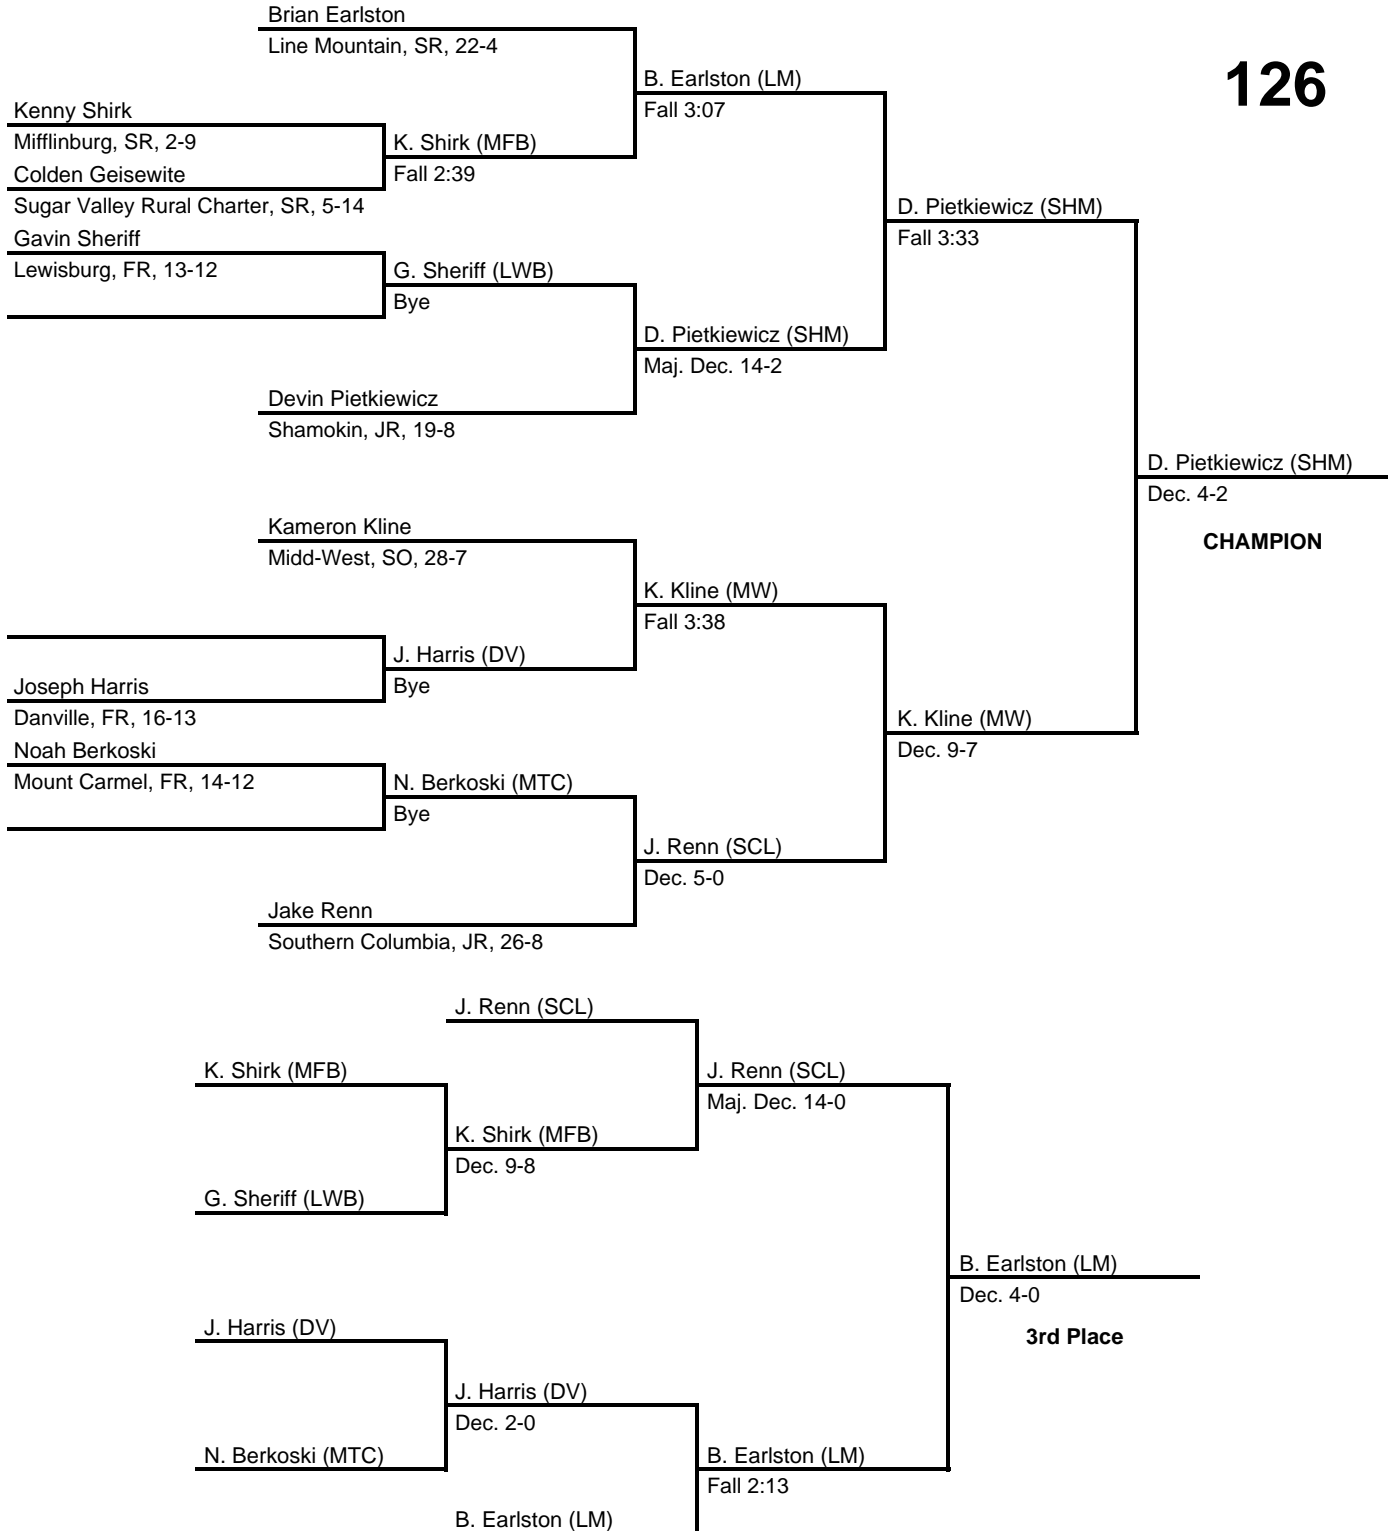 Brian Earlston
Line Mountain, SR, 22-4
126
B. Earlston (LM)
Fall 3:07
Kenny Shirk
Mifflinburg, SR, 2-9
K. Shirk (MFB)
Fall 2:39
Colden Geisewite
Sugar Valley Rural Charter, SR, 5-14
D. Pietkiewicz (SHM)
Fall 3:33
Gavin Sheriff
Lewisburg, FR, 13-12
G. Sheriff (LWB)
Bye
D. Pietkiewicz (SHM)
Maj. Dec. 14-2
Devin Pietkiewicz
Shamokin, JR, 19-8
D. Pietkiewicz (SHM)
Dec. 4-2
CHAMPION
Kameron Kline
Midd-West, SO, 28-7
K. Kline (MW)
Fall 3:38
J. Harris (DV)
Bye
Joseph Harris
Danville, FR, 16-13
K. Kline (MW)
Dec. 9-7
Noah Berkoski
Mount Carmel, FR, 14-12
N. Berkoski (MTC)
Bye
J. Renn (SCL)
Dec. 5-0
Jake Renn
Southern Columbia, JR, 26-8
J. Renn (SCL)
K. Shirk (MFB)
J. Renn (SCL)
Maj. Dec. 14-0
K. Shirk (MFB)
Dec. 9-8
G. Sheriff (LWB)
B. Earlston (LM)
Dec. 4-0
3rd Place
J. Harris (DV)
J. Harris (DV)
Dec. 2-0
N. Berkoski (MTC)
B. Earlston (LM)
Fall 2:13
B. Earlston (LM)